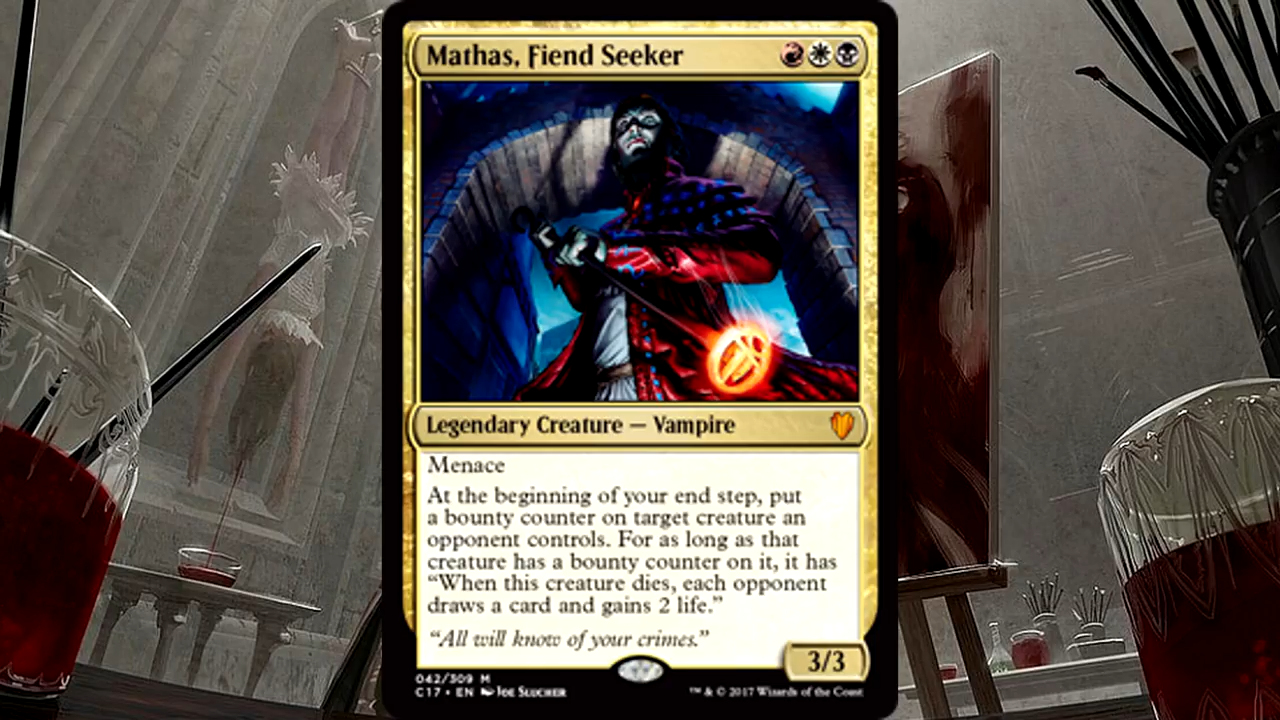 Mathas, Fiend Seeker
Legendary Creature — Vampire
Menace
At the beginning of your end step, put
a bounty counter on target creature an
opponent controls. For as long as that
creature has a bounty counter on it, it has
“When this creature dies, each opponent
draws a card and gains 2 life.”
“All will know of your crimes.”
3/3
042/309 M
C17 • EN Joe Slucher
™ & © 2017 Wizards of the Coast